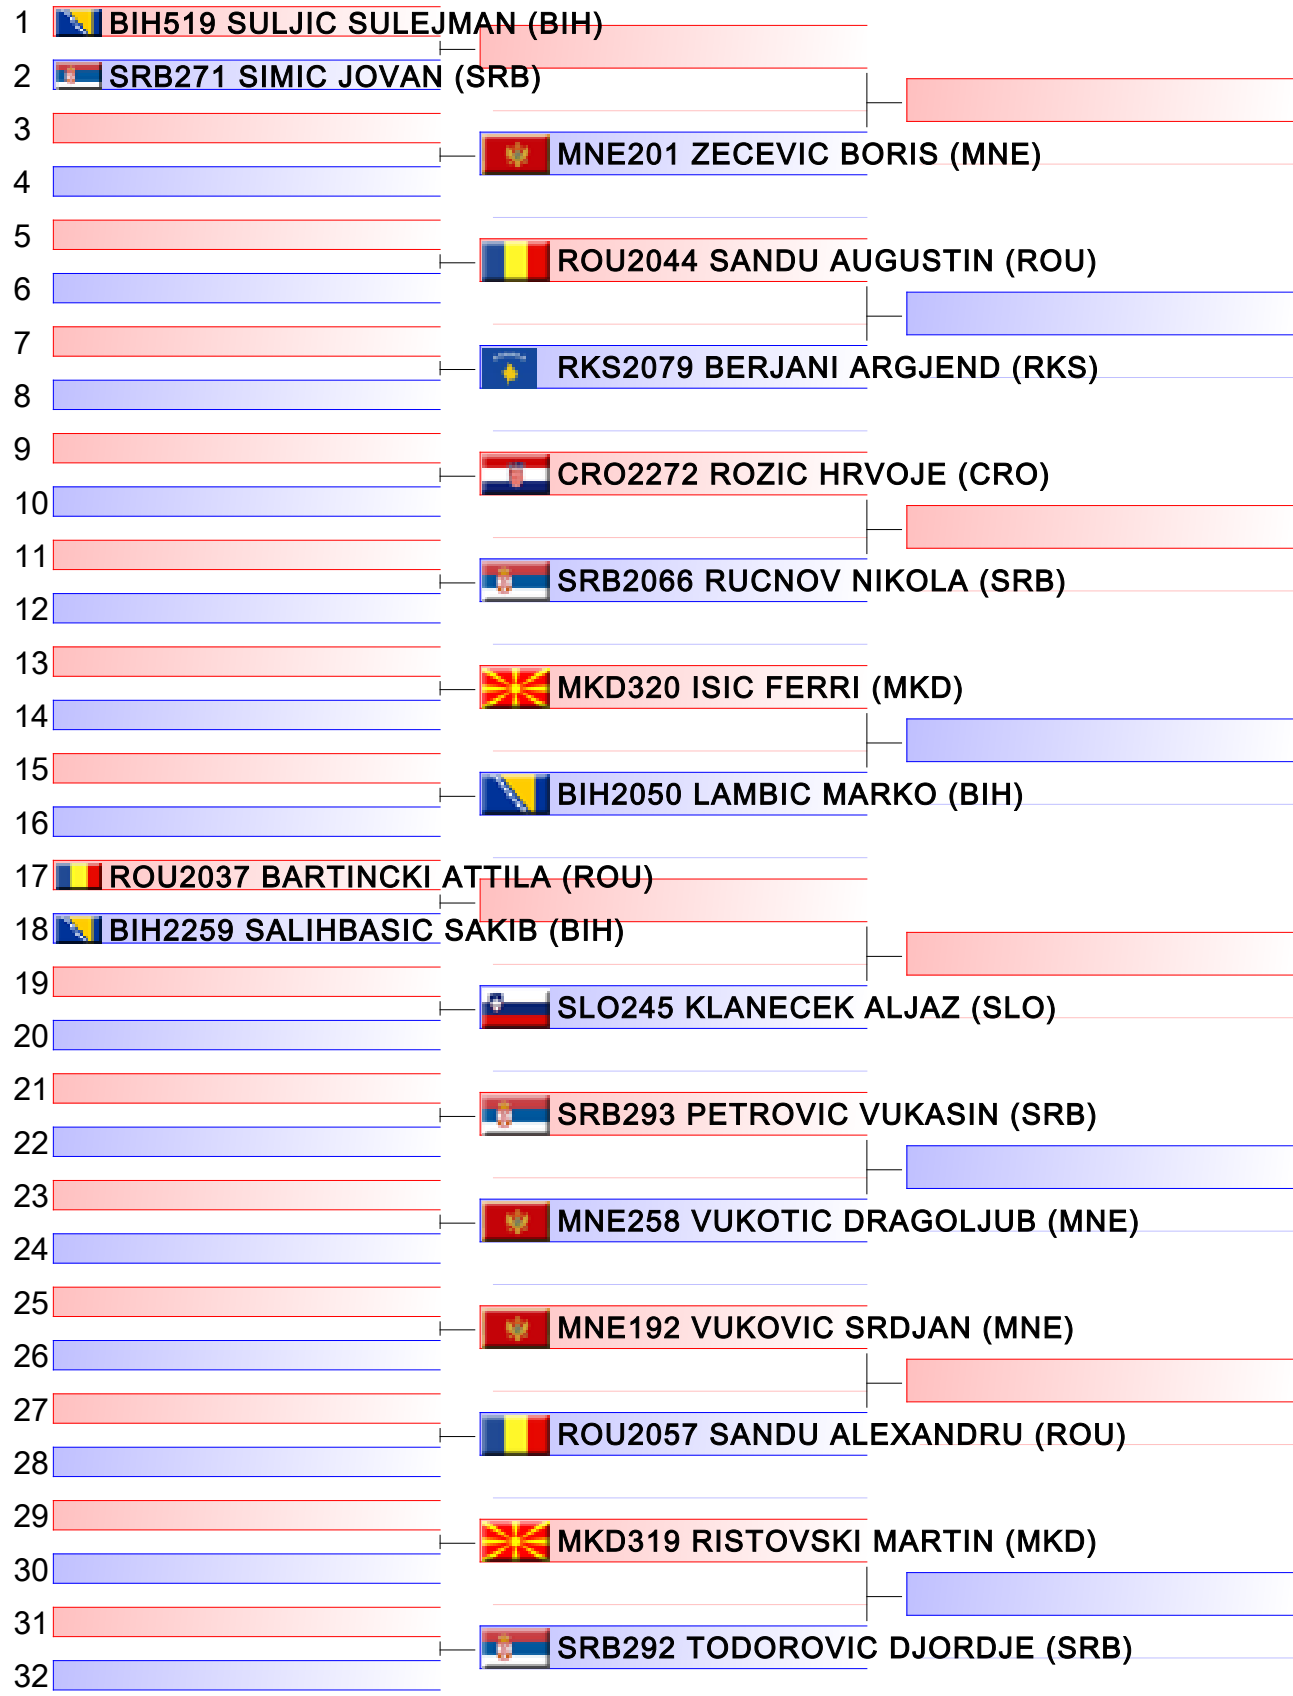 1 BIH519 SULJIC SULEJMAN (BIH)
2 SRB271 SIMIC JOVAN (SRB)
3
MNE201 ZECEVIC BORIS (MNE)
4
5
ROU2044 SANDU AUGUSTIN (ROU)
6
7
RKS2079 BERJANI ARGJEND (RKS)
8
9
CRO2272 ROZIC HRVOJE (CRO)
10
11
SRB2066 RUCNOV NIKOLA (SRB)
12
13
MKD320 ISIC FERRI (MKD)
14
15
BIH2050 LAMBIC MARKO (BIH)
16
17 ROU2037 BARTINCKI ATTILA (ROU)
18 BIH2259 SALIHBASIC SAKIB (BIH)
19
SLO245 KLANECEK ALJAZ (SLO)
20
21
SRB293 PETROVIC VUKASIN (SRB)
22
23
MNE258 VUKOTIC DRAGOLJUB (MNE)
24
25
MNE192 VUKOVIC SRDJAN (MNE)
26
27
ROU2057 SANDU ALEXANDRU (ROU)
28
29
MKD319 RISTOVSKI MARTIN (MKD)
30
31
SRB292 TODOROVIC DJORDJE (SRB)
32